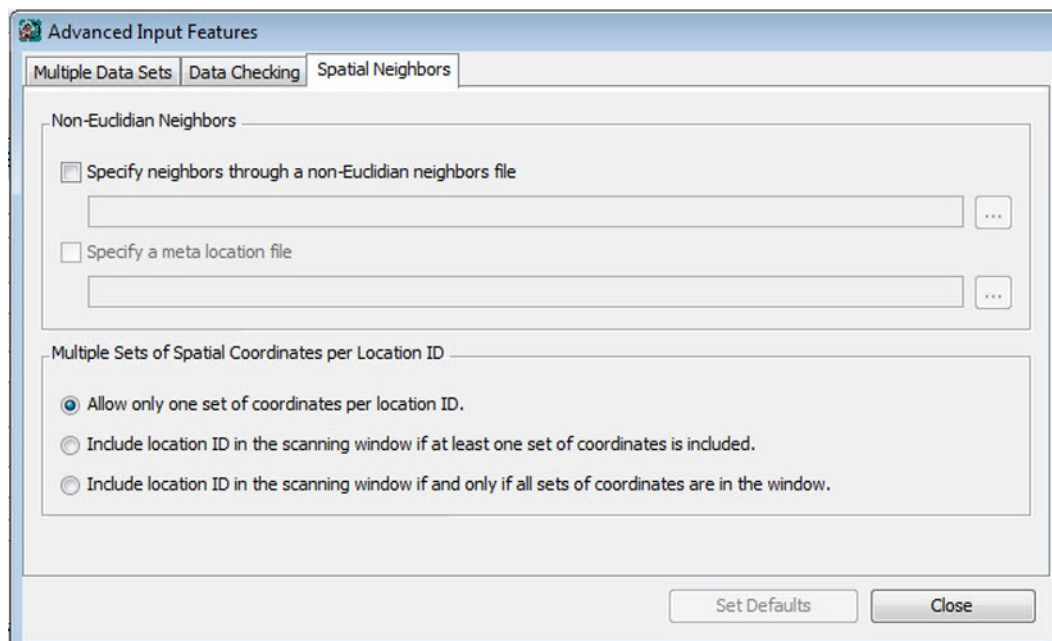 Advanced Input Features
Multiple Data Sets Data Checking Spatial Neighbors
Non-Euclidian Neighbors
Specify neighbors through a non-Euclidian neighbors file
...
Specify a meta location file
...
Multiple Sets of Spatial Coordinates per Location ID
Allow only one set of coordinates per location ID.
Include location ID in the scanning window if at least one set of coordinates is included.
Include location ID in the scanning window if and only if all sets of coordinates are in the window.
Set Defaults Close